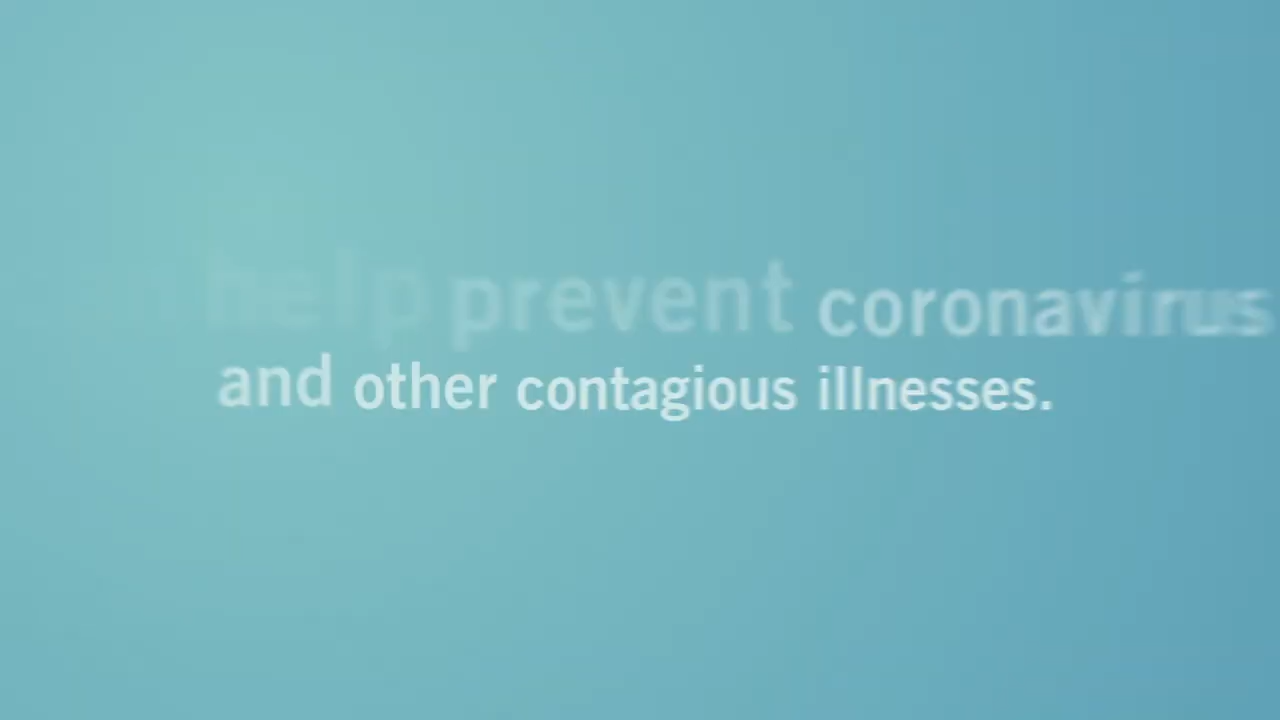 help prevent coronavirus
and other contagious illnesses.